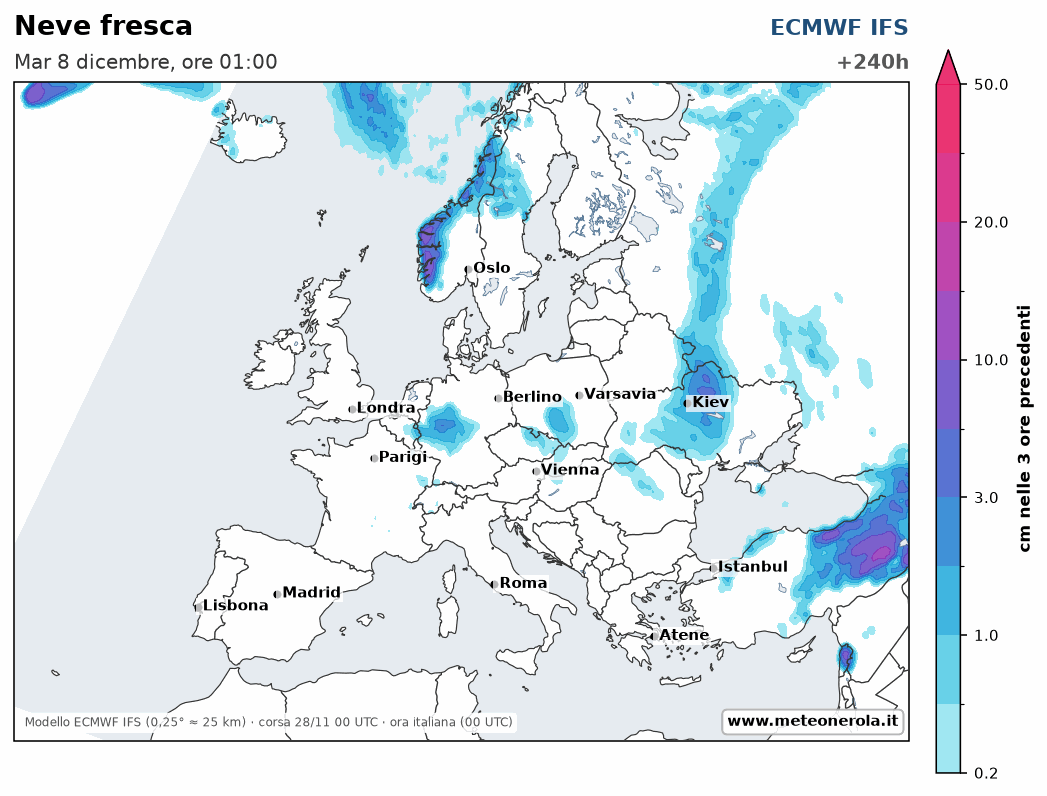 Neve fresca
ECMWF IFS
Mar 8 dicembre, ore 01:00
+240h
50.0
20.0
10.0
3.0
1.0
0.2
cm nelle 3 ore precedenti
Oslo
Berlino
Varsavia
Kiev
Londra
Parigi
Vienna
Istanbul
Roma
Madrid
Lisbona
Atene
Modello ECMWF IFS (0,25° ≈ 25 km) · corsa 28/11 00 UTC · ora italiana (00 UTC)
www.meteonerola.it